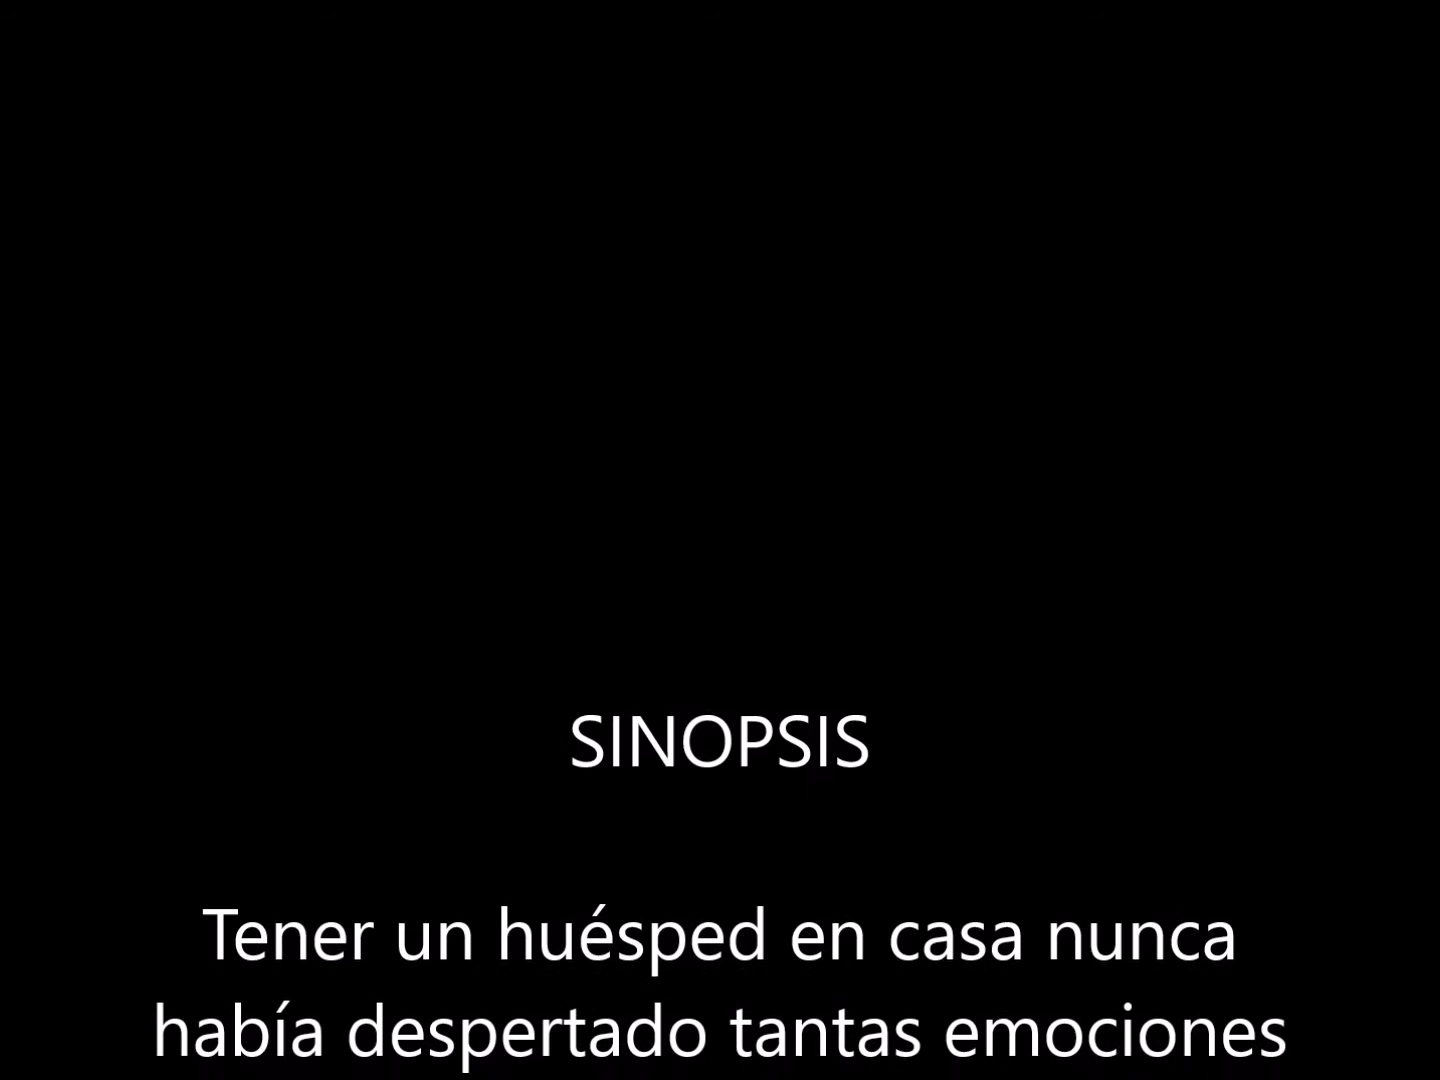 SINOPSIS
Tener un huésped en casa nunca
había despertado tantas emociones